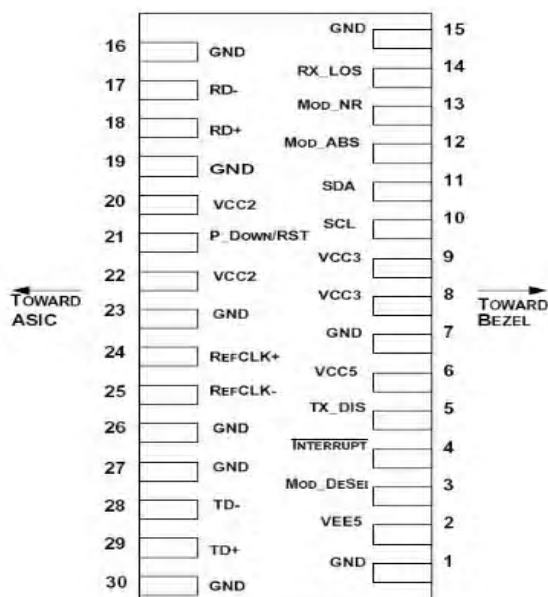 GND 15
16 GND
RX_LOS 14
17 RD-
MOD_NR 13
18 RD+
MOD_ABS 12
19 GND
SDA 11
20 VCC2
SCL 10
21 P_DOWN/RST
VCC3 9
22 VCC2
VCC3 8
TOWARD ASIC
TOWARD BEZEL
23 GND
GND 7
24 REFCLK+
VCC5 6
25 REFCLK-
TX_DIS 5
26 GND
INTERRUPT 4
27 GND
MOD_DESEL 3
28 TD-
VEE5 2
29 TD+
GND 1
30 GND